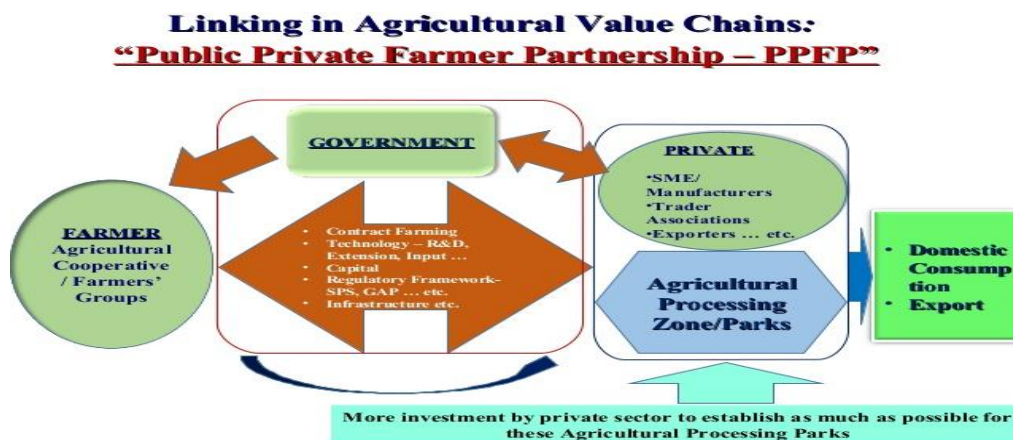 Linking in Agricultural Value Chains:
“Public Private Farmer Partnership – PPFP”
GOVERNMENT
FARMER
Agricultural
Cooperative
/ Farmers’
Groups
• Contract Farming
• Technology – R&D,
Extension, Input ...
• Capital
• Regulatory Framework-
SPS, GAP ... etc.
• Infrastructure etc.
PRIVATE
•SME/
Manufacturers
•Trader
Associations
•Exporters ... etc.
Agricultural
Processing
Zone/Parks
• Domestic
Consump
tion
• Export
More investment by private sector to establish as much as possible for
these Agricultural Processing Parks